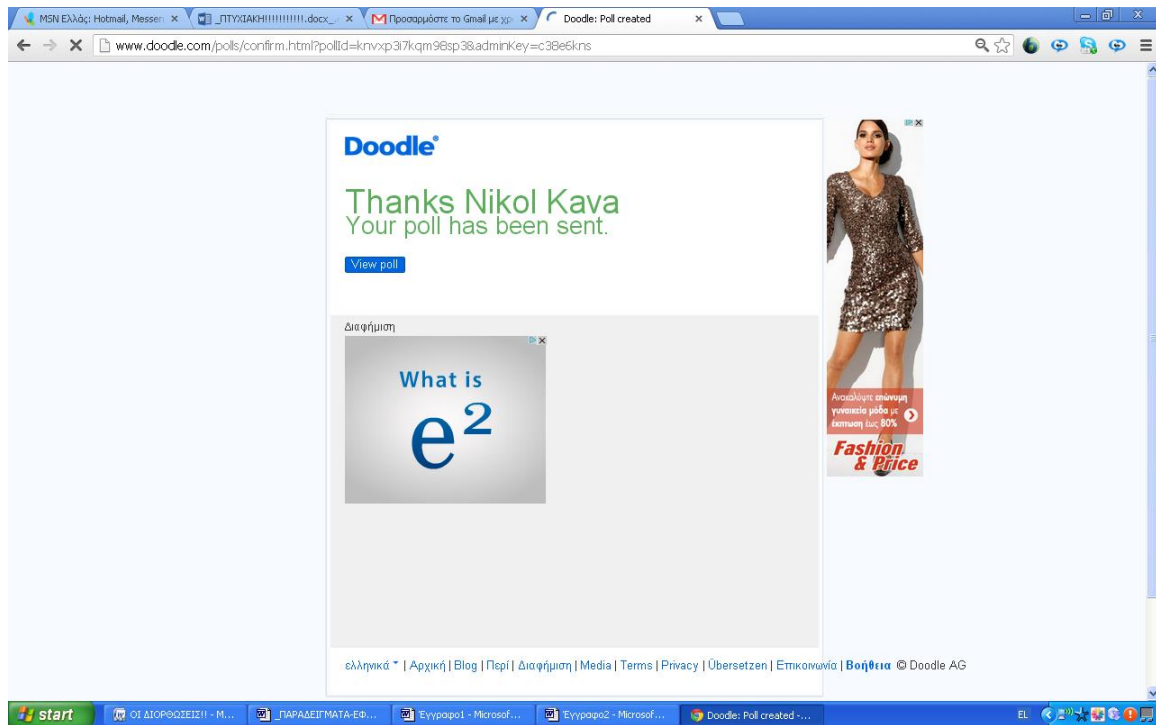 MSN Ελλάς: Hotmail, Messen
_ΠΤΥΧΙΑΚΗ!!!!!!!!!!!.docx_
Προσαρμόστε το Gmail με χρ
Doodle: Poll created
www.doodle.com/polls/confirm.html?pollId=knvxp3i7kqm98sp3&adminKey=c38e6kns
Doodle®
Thanks Nikol Kava
Your poll has been sent.
View poll
Διαφήμιση
What is
e²
Ανακαλύψτε επώνυμη
γυναικεία μόδα με
έκπτωση έως 80%
Fashion
& Price
ελληνικά | Αρχική | Blog | Περί | Διαφήμιση | Media | Terms | Privacy | Übersetzen | Επικοινωνία | Βοήθεια © Doodle AG
start
ΟΙ ΔΙΟΡΘΩΣΕΙΣ!! - M...
_ΠΑΡΑΔΕΙΓΜΑΤΑ-ΕΦ...
Έγγραφο1 - Microsof...
Έγγραφο2 - Microsof...
Doodle: Poll created -...
EL